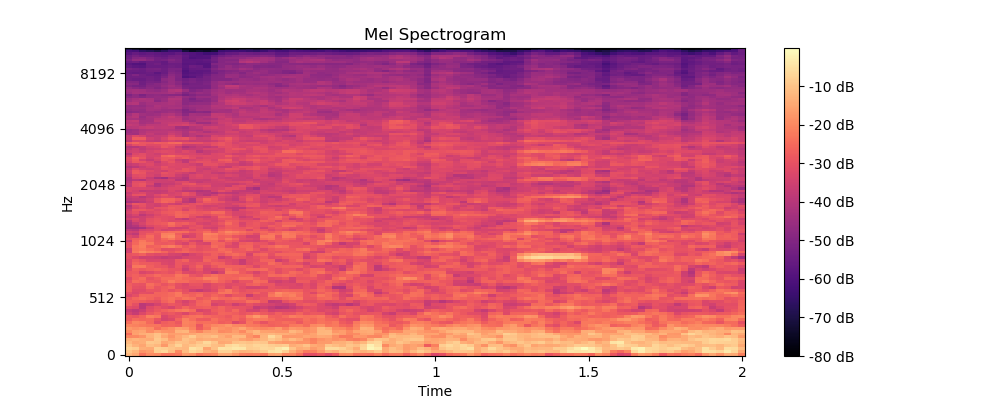 Mel Spectrogram
Hz
8192
4096
2048
1024
512
0
0 0.5 1 1.5 2
Time
-10 dB
-20 dB
-30 dB
-40 dB
-50 dB
-60 dB
-70 dB
-80 dB